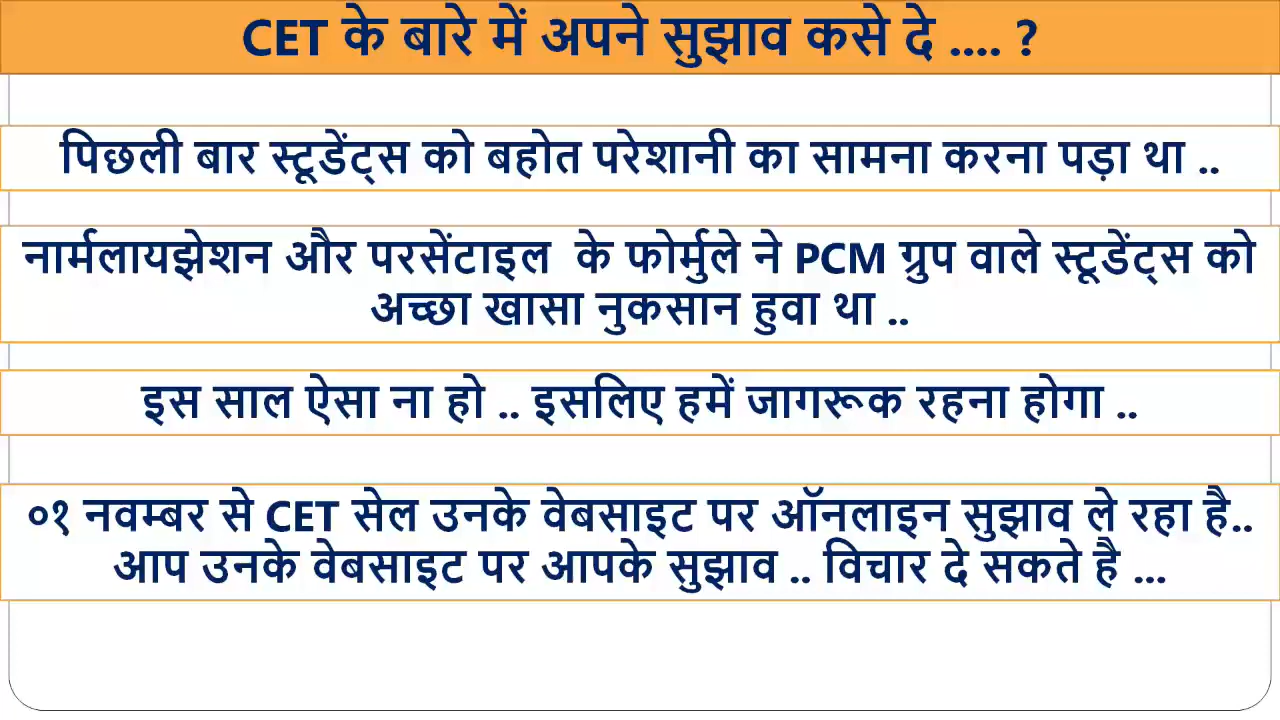 CET के बारे में अपने सुझाव कसे दे .... ?
पिछली बार स्टूडेंट्स को बहोत परेशानी का सामना करना पड़ा था ..
नार्मलायझेशन और परसेंटाइल के फोर्मुले ने PCM ग्रुप वाले स्टूडेंट्स को
अच्छा खासा नुकसान हुवा था ..
इस साल ऐसा ना हो .. इसलिए हमें जागरूक रहना होगा ..
०१ नवम्बर से CET सेल उनके वेबसाइट पर ऑनलाइन सुझाव ले रहा है..
आप उनके वेबसाइट पर आपके सुझाव .. विचार दे सकते है ...